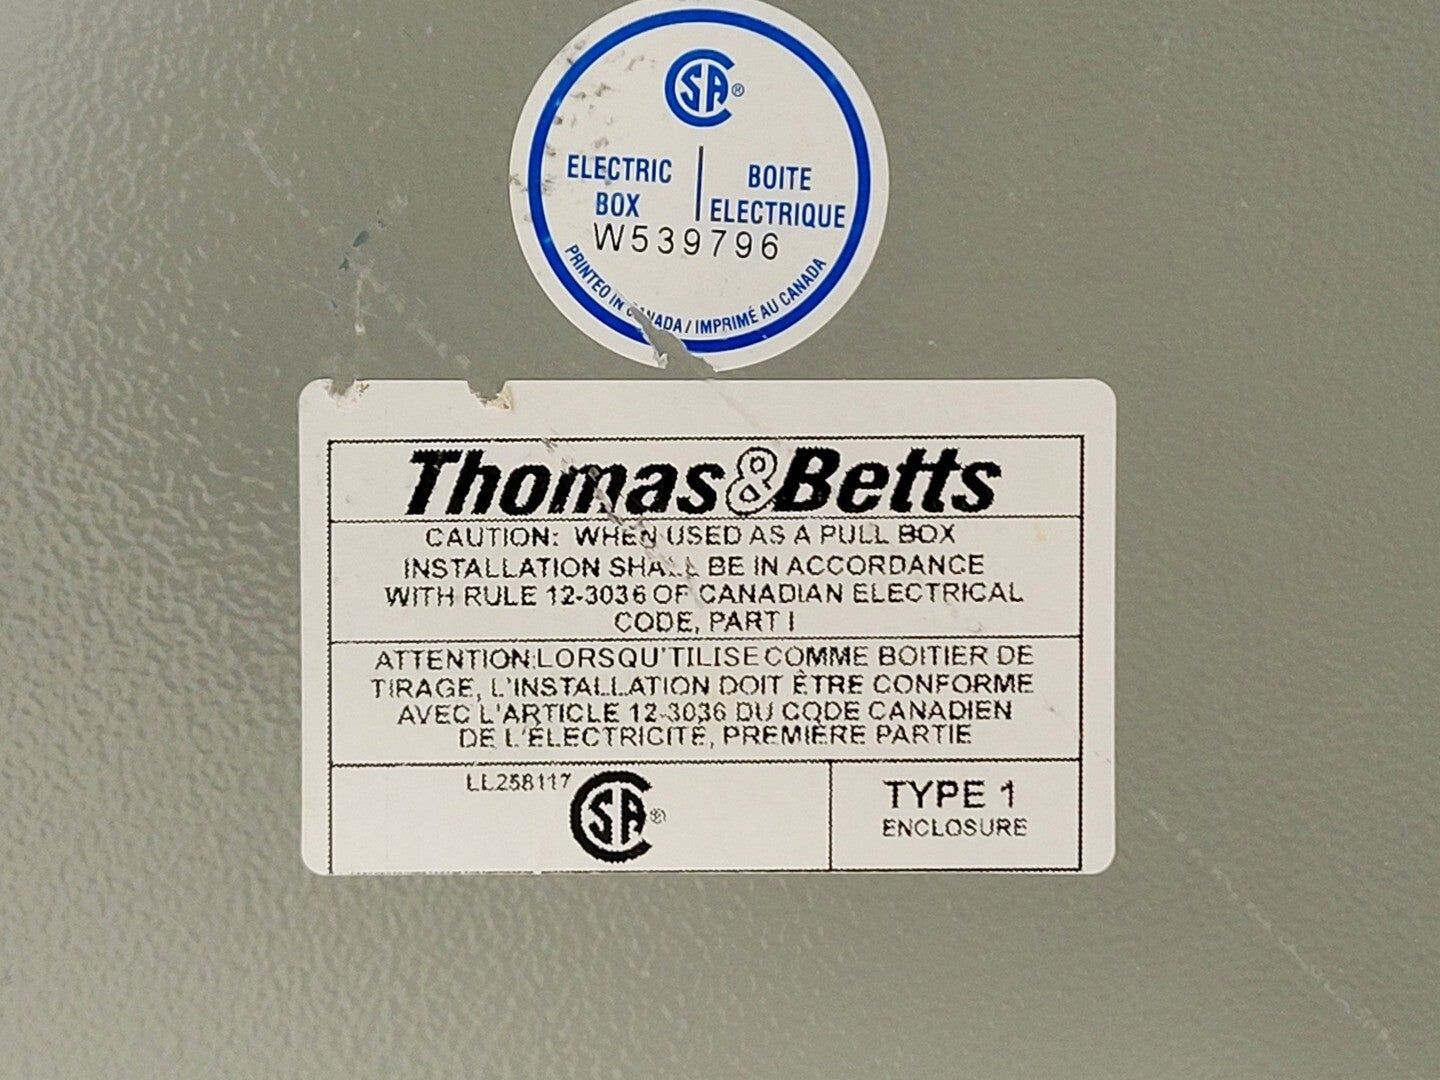 CSA®
ELECTRIC BOX | BOITE ELECTRIQUE
W539796
PRINTED IN CANADA / IMPRIMÉ AU CANADA
Thomas&Betts
CAUTION: WHEN USED AS A PULL BOX
INSTALLATION SHALL BE IN ACCORDANCE
WITH RULE 12-3036 OF CANADIAN ELECTRICAL
CODE, PART I
ATTENTION:LORSQU'TILISE COMME BOITIER DE
TIRAGE, L'INSTALLATION DOIT ÊTRE CONFORME
AVEC L'ARTICLE 12-3036 DU CODE CANADIEN
DE L'ÉLECTRICITÉ, PREMIÈRE PARTIE
LL258117
CSA®
TYPE 1
ENCLOSURE